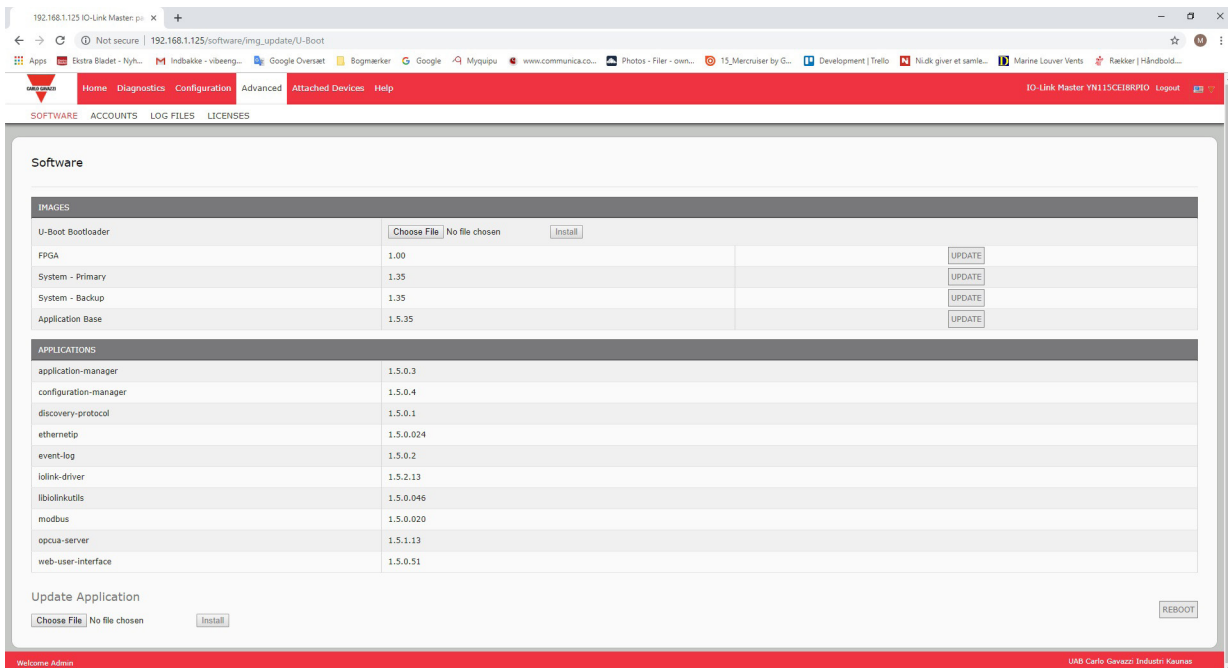 192.168.1.125 IO-Link Master: pa
Not secure | 192.168.1.125/software/img_update/U-Boot
Apps Ekstra Bladet - Nyh... Indbakke - vibeeng... Google Oversæt Bogmærker Google Myquipu www.communica.co... Photos - Filer - own... 15_Mercruiser by G... Development | Trello Ni.dk giver et samle... Marine Louver Vents Rækker | Håndbold....
CARLO GAVAZZI Home Diagnostics Configuration Advanced Attached Devices Help IO-Link Master YN115CEI8RPIO Logout
SOFTWARE ACCOUNTS LOG FILES LICENSES
Software
IMAGES
U-Boot Bootloader Choose File No file chosen Install
FPGA 1.00 UPDATE
System - Primary 1.35 UPDATE
System - Backup 1.35 UPDATE
Application Base 1.5.35 UPDATE
APPLICATIONS
application-manager 1.5.0.3
configuration-manager 1.5.0.4
discovery-protocol 1.5.0.1
ethernetip 1.5.0.024
event-log 1.5.0.2
iolink-driver 1.5.2.13
libiolinkutils 1.5.0.046
modbus 1.5.0.020
opcua-server 1.5.1.13
web-user-interface 1.5.0.51
Update Application
REBOOT
Choose File No file chosen Install
Welcome Admin UAB Carlo Gavazzi Industri Kaunas